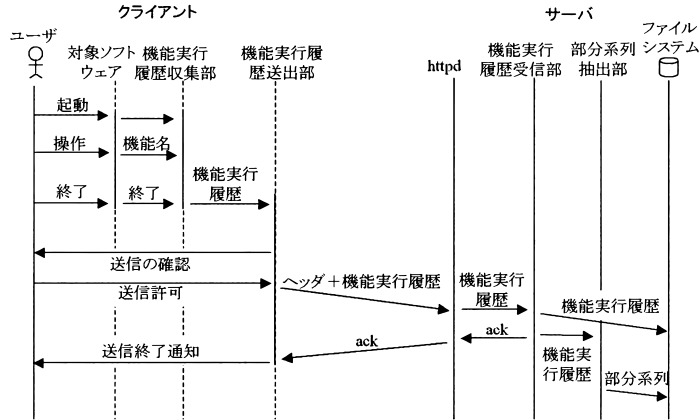 クライアント
サーバ
ユーザ
対象ソフト
ウェア
機能実行
履歴収集部
機能実行履
歴送出部
httpd
機能実行
履歴受信部
部分系列
抽出部
ファイル
システム
起動
操作
機能名
終了
終了
機能実行
履歴
送信の確認
送信許可
ヘッダ＋機能実行履歴
機能実行
履歴
機能実行履歴
ack
ack
機能実
行履歴
送信終了通知
部分系列